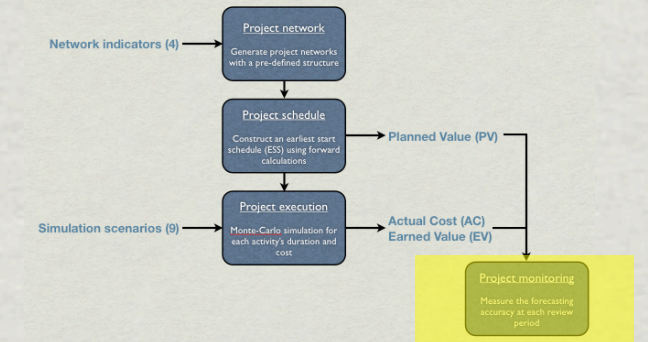 Project network
Network indicators (4)
Generate project networks
with a pre-defined structure
Project schedule
Construct an earliest start
schedule (ESS) using forward
calculations
Planned Value (PV)
Project execution
Simulation scenarios (9)
Monte-Carlo simulation for
each activity's duration and
cost
Actual Cost (AC)
Earned Value (EV)
Project monitoring
Measure the forecasting
accuracy at each review
period